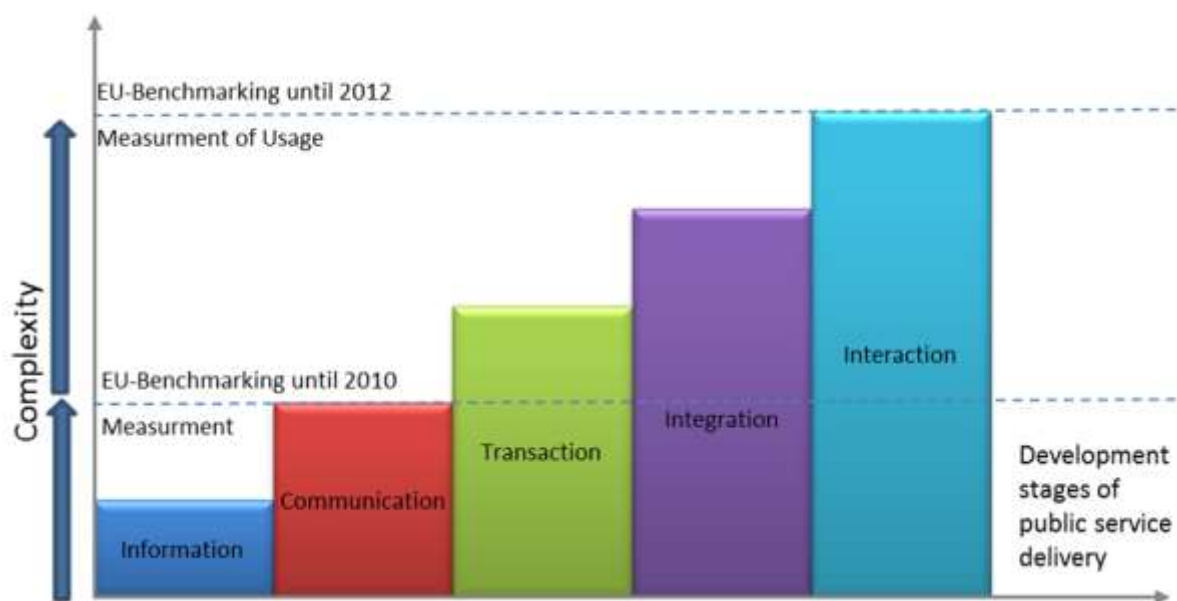 EU-Benchmarking until 2012
Measurment of Usage
Complexity
EU-Benchmarking until 2010
Measurment
Information
Communication
Transaction
Integration
Interaction
Development
stages of
public service
delivery